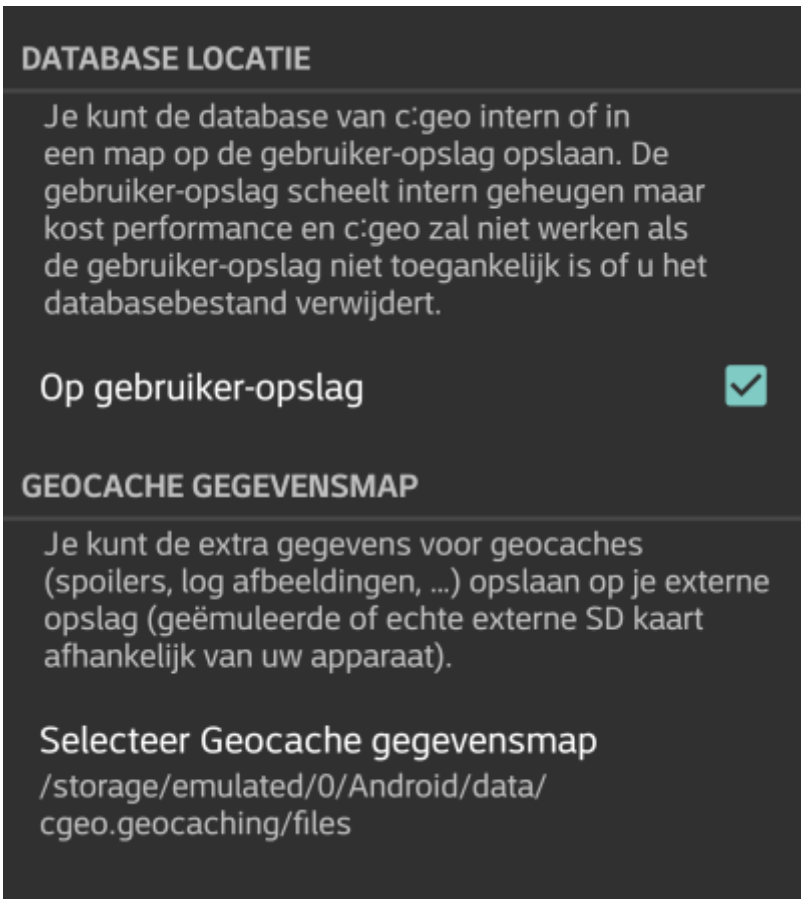 DATABASE LOCATIE
Je kunt de database van c:geo intern of in
een map op de gebruiker-opslag opslaan. De
gebruiker-opslag scheelt intern geheugen maar
kost performance en c:geo zal niet werken als
de gebruiker-opslag niet toegankelijk is of u het
databasebestand verwijdert.
Op gebruiker-opslag
GEOCACHE GEGEVENSMAP
Je kunt de extra gegevens voor geocaches
(spoilers, log afbeeldingen, ...) opslaan op je externe
opslag (geëmuleerde of echte externe SD kaart
afhankelijk van uw apparaat).
Selecteer Geocache gegevensmap
/storage/emulated/0/Android/data/
cgeo.geocaching/files